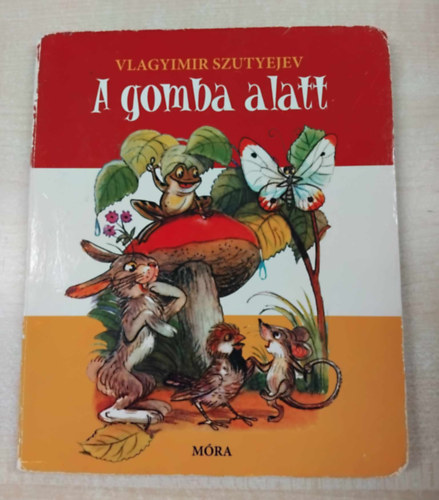 VLAGYIMIR SZUTYEJEV
A gomba alatt
MÓRA